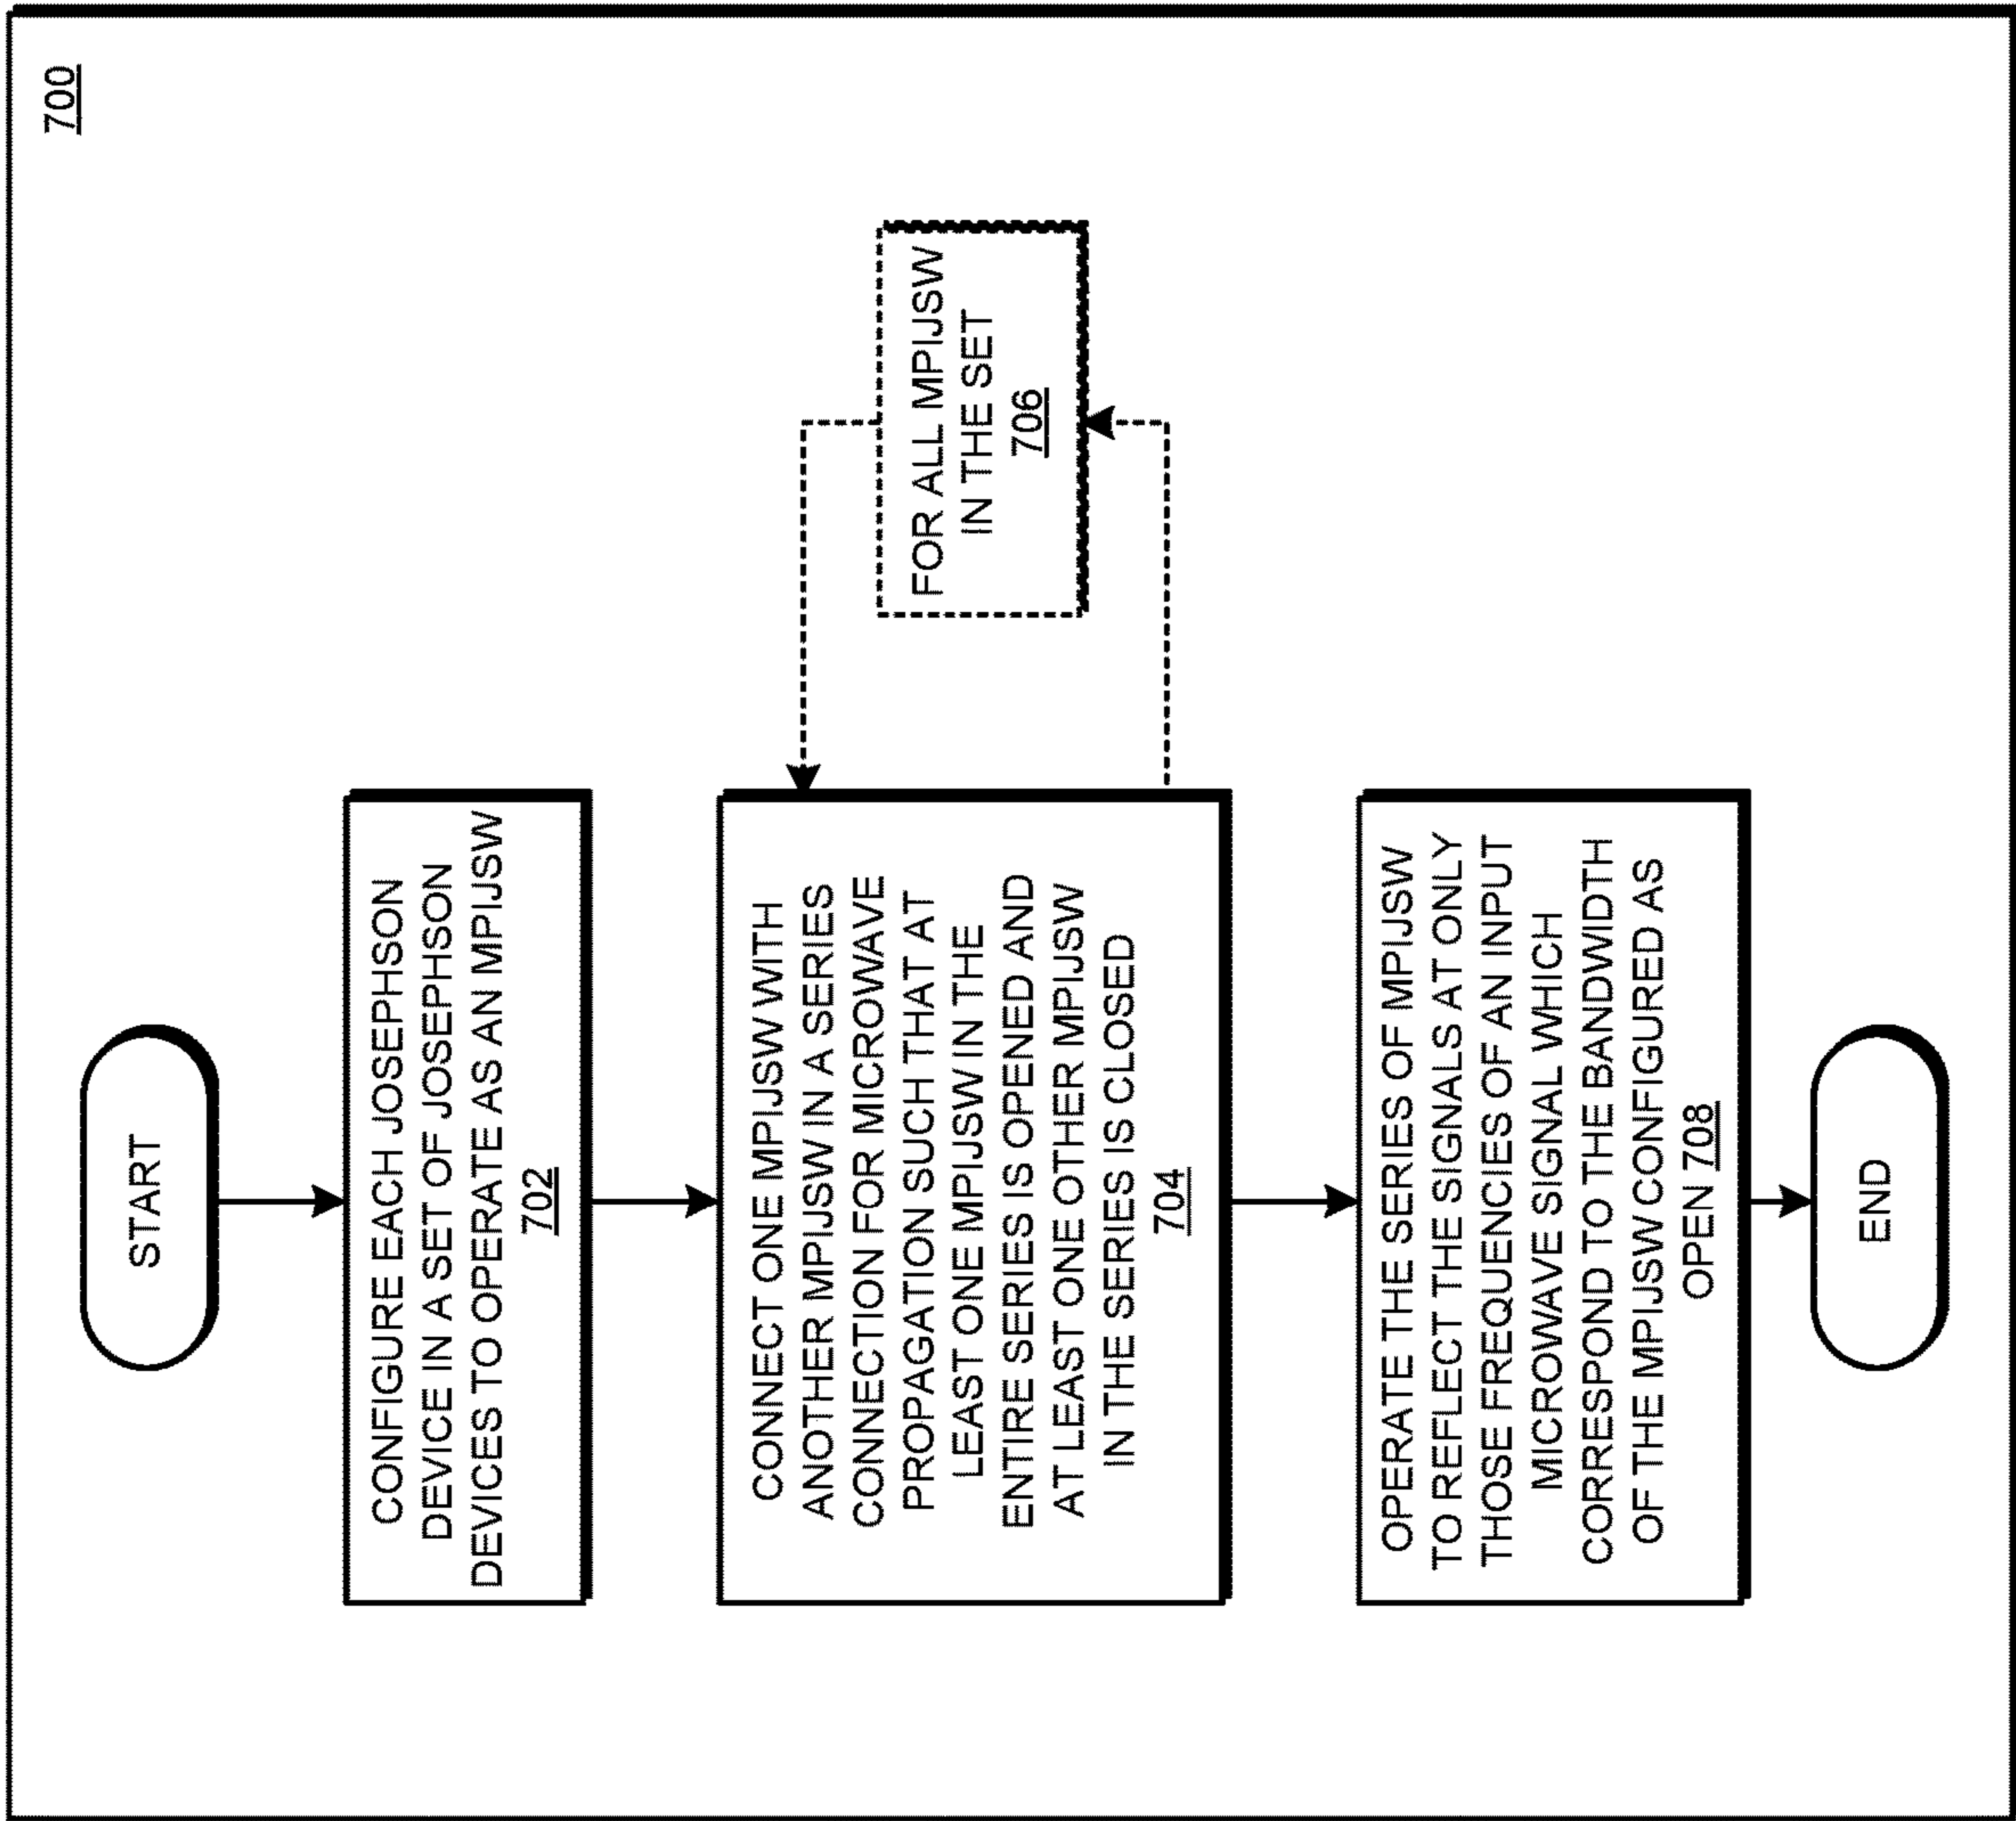 700
START
CONFIGURE EACH JOSEPHSON
DEVICE IN A SET OF JOSEPHSON
DEVICES TO OPERATE AS AN MPIJSW
702
CONNECT ONE MPIJSW WITH
ANOTHER MPIJSW IN A SERIES
CONNECTION FOR MICROWAVE
PROPAGATION SUCH THAT AT
LEAST ONE MPIJSW IN THE
ENTIRE SERIES IS OPENED AND
AT LEAST ONE OTHER MPIJSW
IN THE SERIES IS CLOSED
704
FOR ALL MPIJSW
IN THE SET
706
OPERATE THE SERIES OF MPIJSW
TO REFLECT THE SIGNALS AT ONLY
THOSE FREQUENCIES OF AN INPUT
MICROWAVE SIGNAL WHICH
CORRESPOND TO THE BANDWIDTH
OF THE MPIJSW CONFIGURED AS
OPEN 708
END